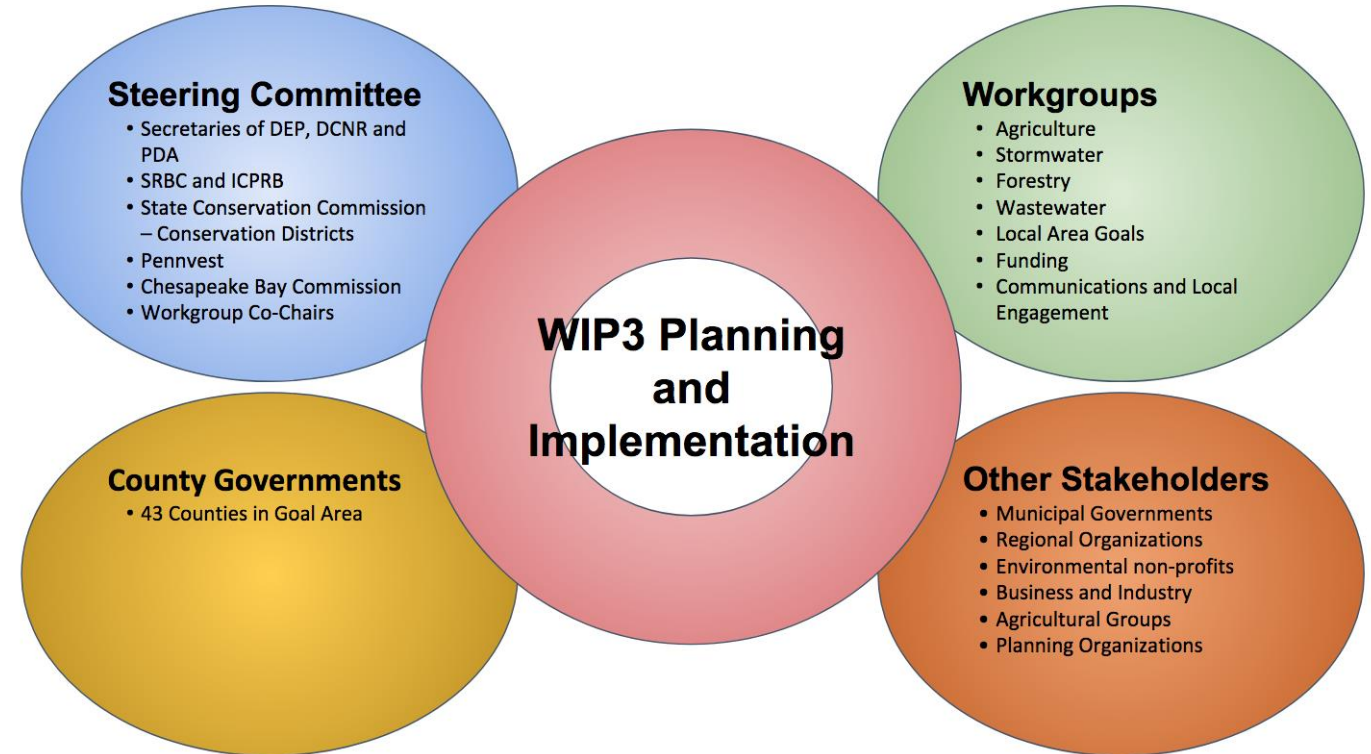 Steering Committee
• Secretaries of DEP, DCNR and
PDA
• SRBC and ICPRB
• State Conservation Commission
– Conservation Districts
• Pennvest
• Chesapeake Bay Commission
• Workgroup Co-Chairs
Workgroups
• Agriculture
• Stormwater
• Forestry
• Wastewater
• Local Area Goals
• Funding
• Communications and Local
Engagement
WIP3 Planning
and
Implementation
County Governments
• 43 Counties in Goal Area
Other Stakeholders
• Municipal Governments
• Regional Organizations
• Environmental non-profits
• Business and Industry
• Agricultural Groups
• Planning Organizations